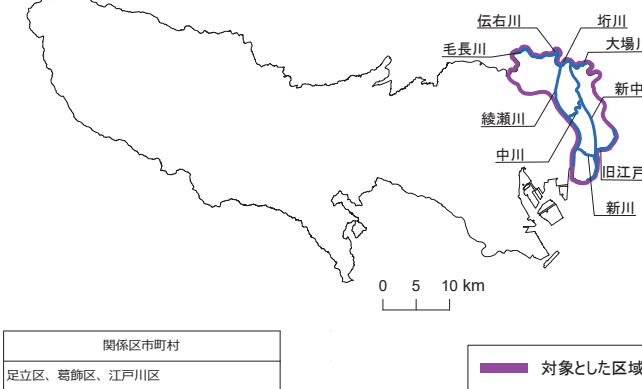 伝右川
垳川
毛長川
大場川
新中
綾瀬川
中川
旧江戸
新川
0 5 10 km
関係区市町村
足立区、葛飾区、江戸川区
対象とした区域